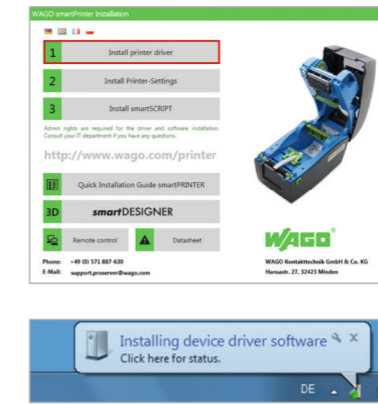 WAGO smartPrinter Installation
1 Install printer driver
2 Install Printer-Settings
3 Install smartSCRIPT
Admin rights are required for the driver and software installation.
Consult your IT department if you have any questions.
http://www.wago.com/printer
Quick Installation Guide smartPRINTER
3D smartDESIGNER
Remote control Datasheet
WAGO
Phone: +49 (0) 571 887-630
E-Mail: support.proserver@wago.com
WAGO Kontakttechnik GmbH & Co. KG
Hansastr. 27, 32423 Minden
Installing device driver software
Click here for status.
DE